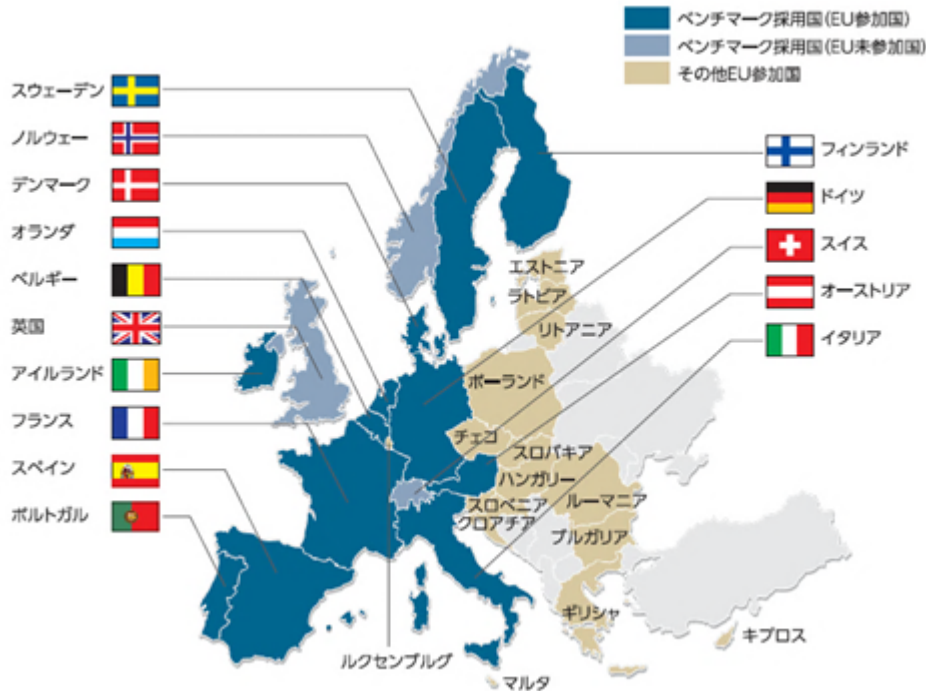 ベンチマーク採用国(EU参加国)
ベンチマーク採用国(EU未参加国)
その他EU参加国
スウェーデン
ノルウェー
デンマーク
オランダ
ベルギー
英国
アイルランド
フランス
スペイン
ポルトガル
フィンランド
ドイツ
スイス
オーストリア
イタリア
エストニア
ラトビア
リトアニア
ポーランド
チェコ
スロバキア
ハンガリー
スロベニア
クロアチア
ルーマニア
ブルガリア
ギリシャ
キプロス
ルクセンブルグ
マルタ